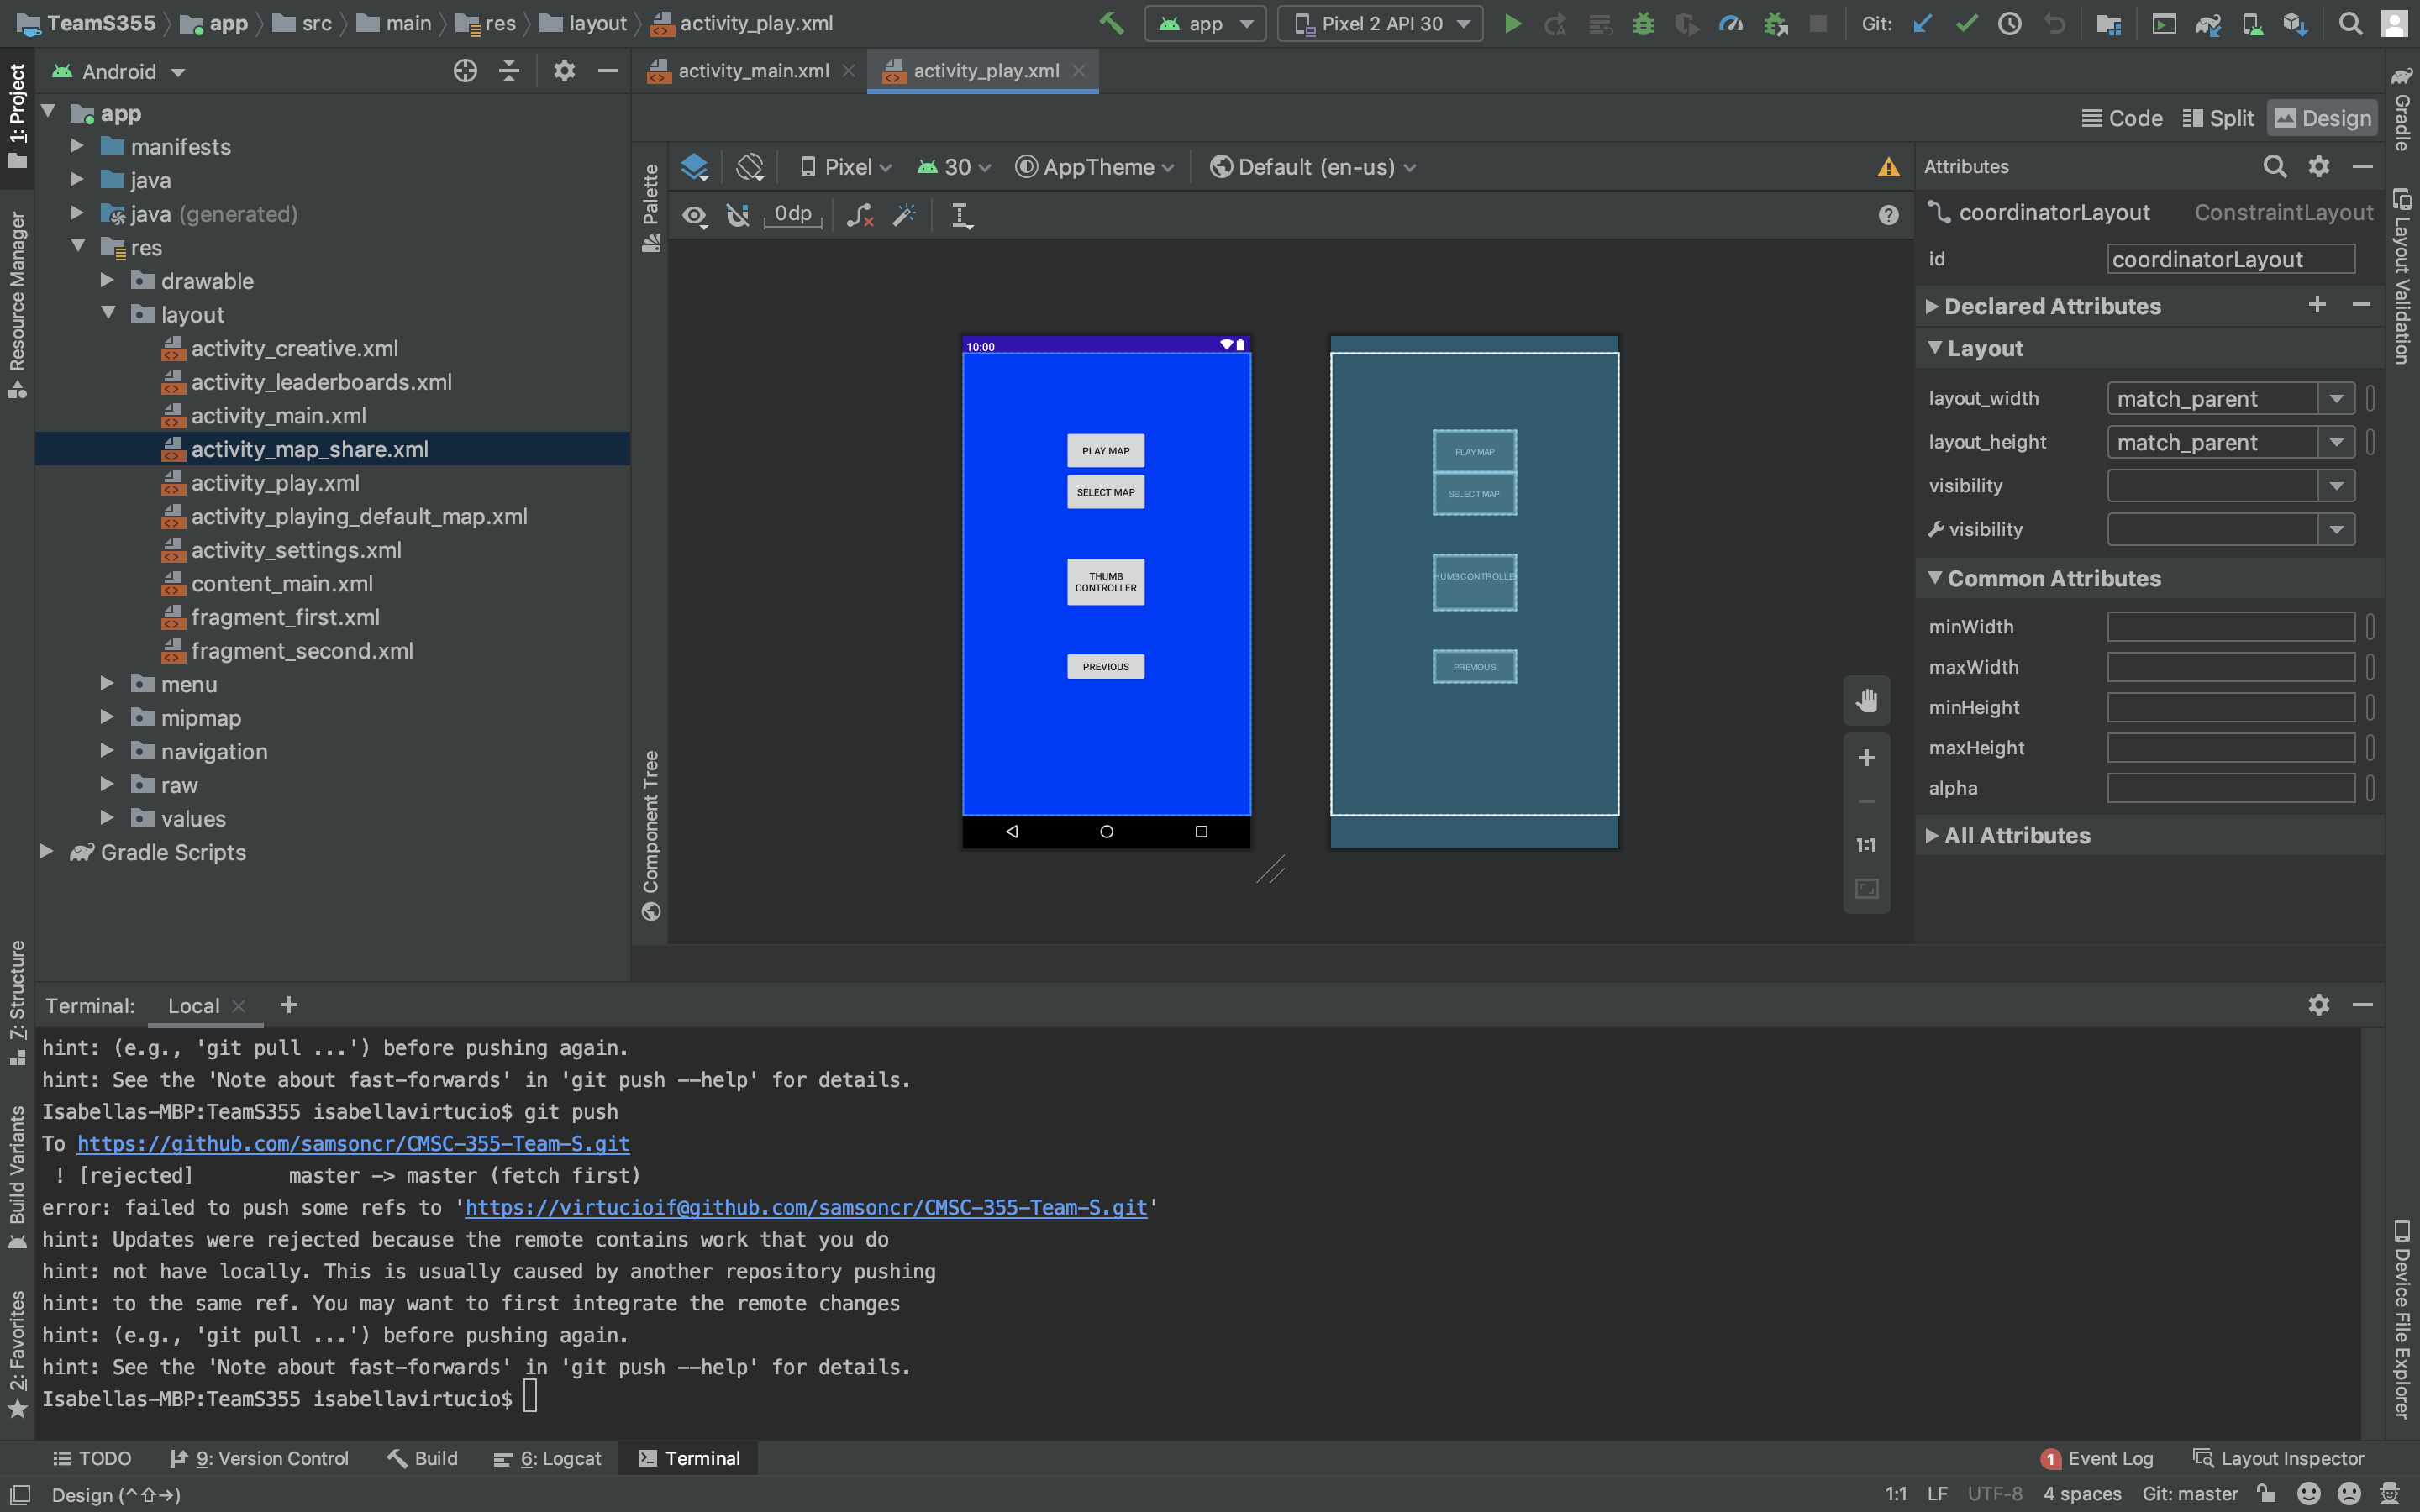 TeamS355 app src main res layout activity_play.xml app Pixel 2 API 30 Git:
Android
activity_main.xml activity_play.xml
1: Project
Resource Manager
Z: Structure
Build Variants
2: Favorites
app
manifests
java
java (generated)
res
drawable
layout
activity_creative.xml
activity_leaderboards.xml
activity_main.xml
activity_map_share.xml
activity_play.xml
activity_playing_default_map.xml
activity_settings.xml
content_main.xml
fragment_first.xml
fragment_second.xml
menu
mipmap
navigation
raw
values
Gradle Scripts
Code Split Design
Palette
Component Tree
Pixel 30 AppTheme Default (en-us)
0dp
10:00
PLAY MAP
SELECT MAP
THUMB
CONTROLLER
PREVIOUS
PLAY MAP
SELECT MAP
HUMB CONTROLLE
PREVIOUS
1:1
Attributes
coordinatorLayout ConstraintLayout
id coordinatorLayout
Declared Attributes
Layout
layout_width match_parent
layout_height match_parent
visibility
visibility
Common Attributes
minWidth
maxWidth
minHeight
maxHeight
alpha
All Attributes
Gradle
Layout Validation
Device File Explorer
Terminal: Local
hint: (e.g., 'git pull ...') before pushing again.
hint: See the 'Note about fast-forwards' in 'git push --help' for details.
Isabellas-MBP:TeamS355 isabellavirtucio$ git push
To https://github.com/samsoncr/CMSC-355-Team-S.git
! [rejected] master -> master (fetch first)
error: failed to push some refs to 'https://virtucioif@github.com/samsoncr/CMSC-355-Team-S.git'
hint: Updates were rejected because the remote contains work that you do
hint: not have locally. This is usually caused by another repository pushing
hint: to the same ref. You may want to first integrate the remote changes
hint: (e.g., 'git pull ...') before pushing again.
hint: See the 'Note about fast-forwards' in 'git push --help' for details.
Isabellas-MBP:TeamS355 isabellavirtucio$
TODO 9: Version Control Build 6: Logcat Terminal 1 Event Log Layout Inspector
Design (^⇧→) 1:1 LF UTF-8 4 spaces Git: master